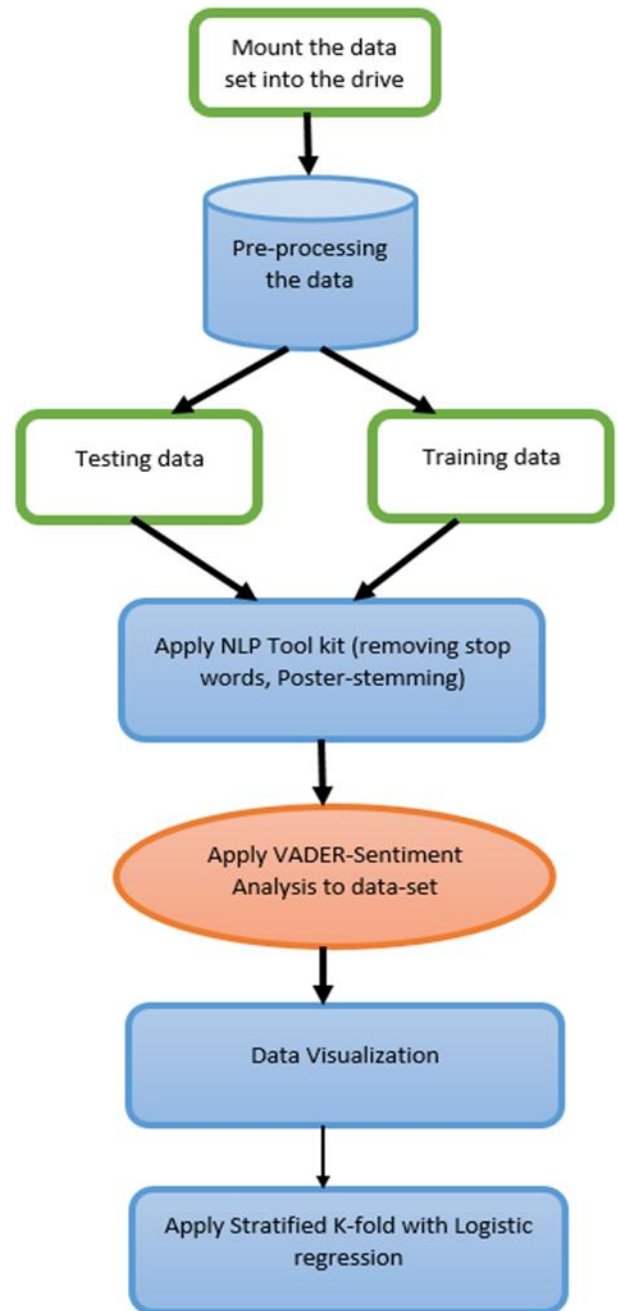 Mount the data
set into the drive
Pre-processing
the data
Testing data
Training data
Apply NLP Tool kit (removing stop
words, Poster-stemming)
Apply VADER-Sentiment
Analysis to data-set
Data Visualization
Apply Stratified K-fold with Logistic
regression